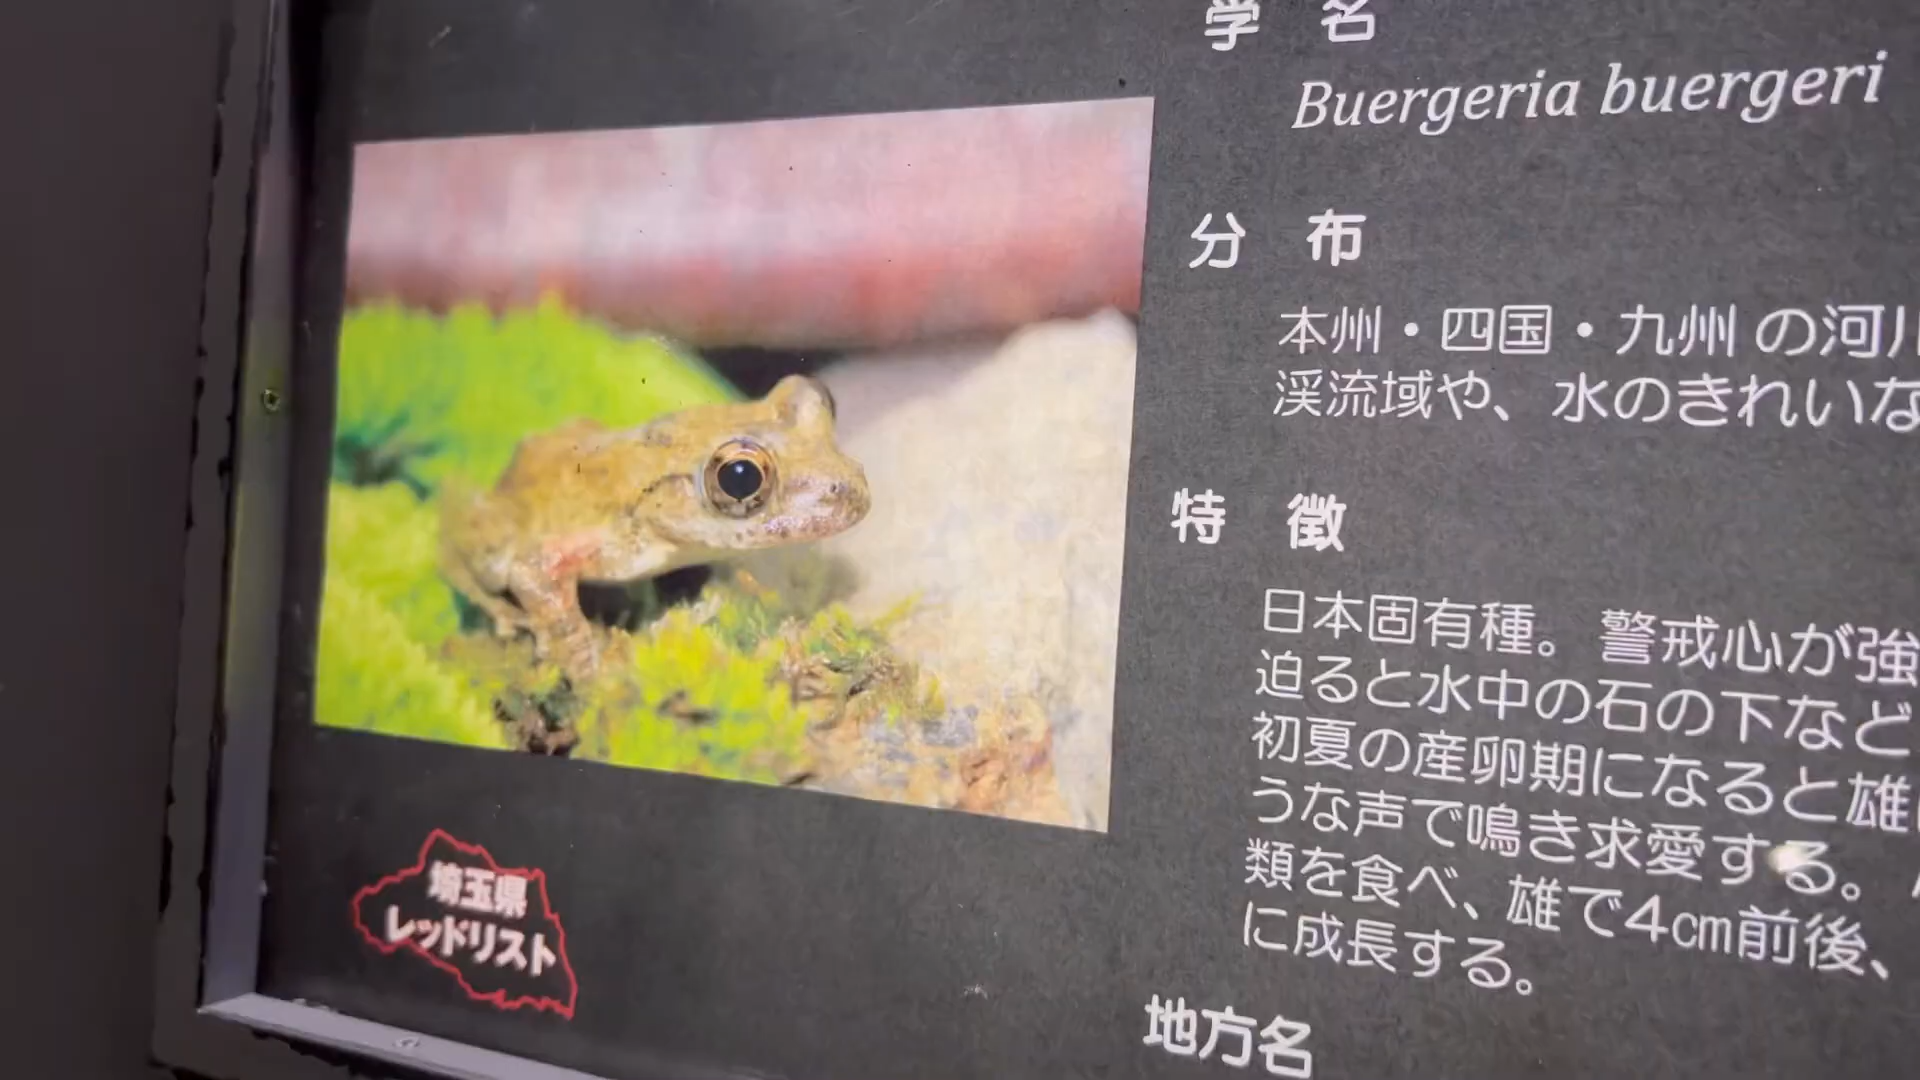 学 名
Buergeria buergeri
分 布
本州・四国・九州 の河川
渓流域や、水のきれいな
特 徴
日本固有種。警戒心が強
迫ると水中の石の下など
初夏の産卵期になると雄
うな声で鳴き求愛する。
類を食べ、雄で4㎝前後、
に成長する。
地方名
埼玉県
レッドリスト